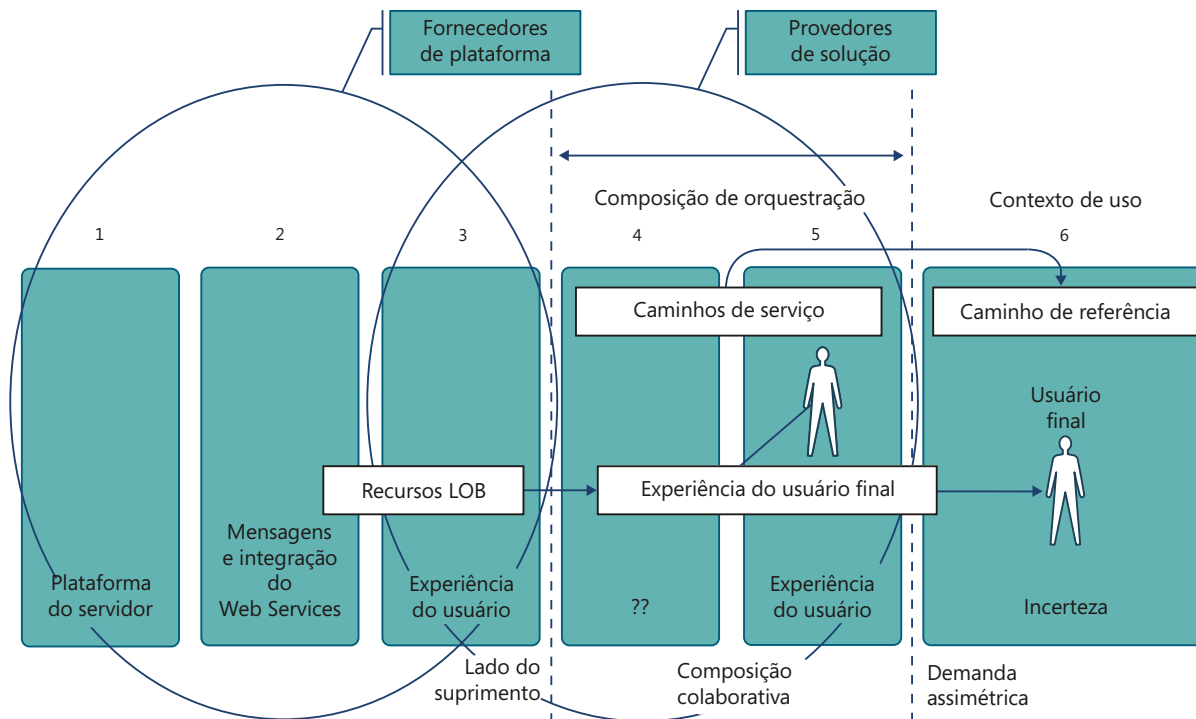 Fornecedores
de plataforma
Provedores
de solução
Composição de orquestração
Contexto de uso
1
2
3
4
5
6
Caminhos de serviço
Caminho de referência
Usuário
final
Recursos LOB
Experiência do usuário final
Plataforma
do servidor
Mensagens
e integração
do
Web Services
Experiência
do usuário
??
Experiência
do usuário
Incerteza
Lado do
suprimento
Composição
colaborativa
Demanda
assimétrica